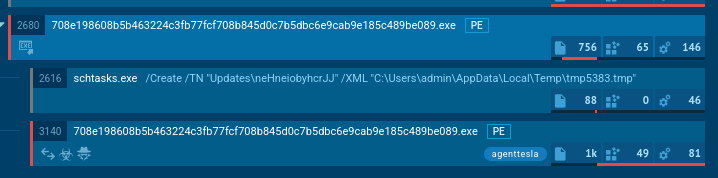 2680 708e198608b5b463224c3fb77fcf708b845d0c7b5dbc6e9cab9e185c489be089.exe PE
EXE
756 65 146
2616 schtasks.exe /Create /TN "Updates\neHneiobyhcrJJ" /XML "C:\Users\admin\AppData\Local\Temp\tmp5383.tmp"
88 0 46
3140 708e198608b5b463224c3fb77fcf708b845d0c7b5dbc6e9cab9e185c489be089.exe PE
agenttesla 1k 49 81